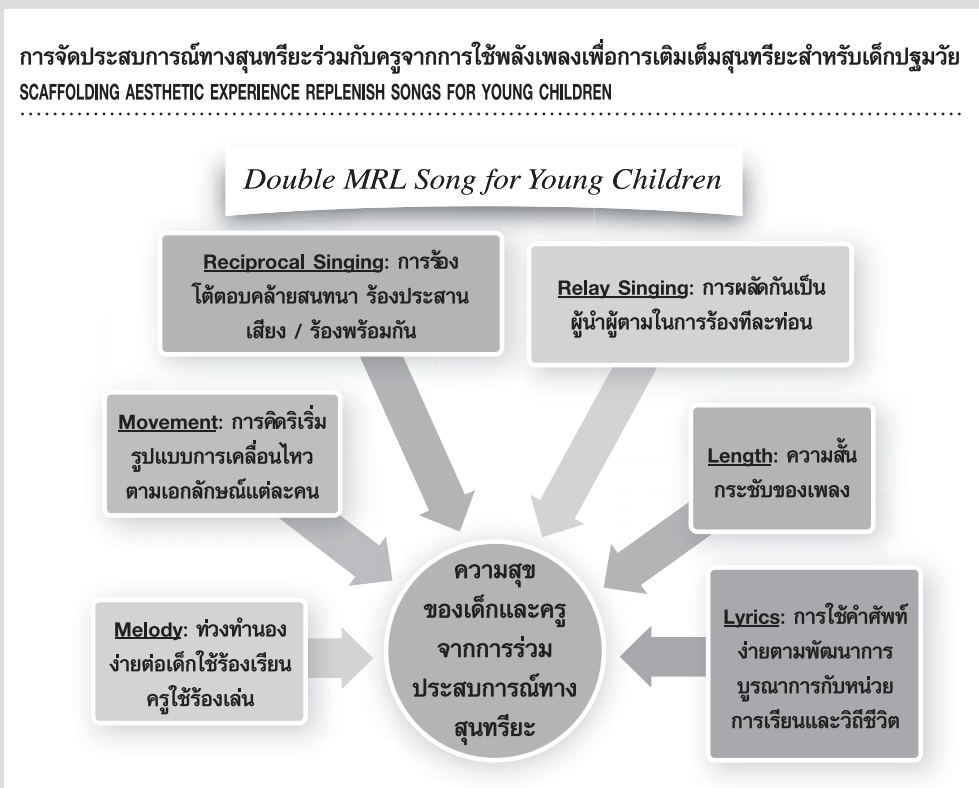 การจัดประสบการณ์ทางสุนทรียะร่วมกับครูจากการใช้พลังเพลงเพื่อการเติมเต็มสุนทรียะสำหรับเด็กปฐมวัย
SCAFFOLDING AESTHETIC EXPERIENCE REPLENISH SONGS FOR YOUNG CHILDREN
Double MRL Song for Young Children
Reciprocal Singing: การร้อง
โต้ตอบคล้ายสนทนา ร้องประสาน
เสียง / ร้องพร้อมกัน
Relay Singing: การผลัดกันเป็น
ผู้นำผู้ตามในการร้องทีละท่อน
Movement: การคิดริเริ่ม
รูปแบบการเคลื่อนไหว
ตามเอกลักษณ์แต่ละคน
Length: ความสั้น
กระชับของเพลง
Melody: ท่วงทำนอง
ง่ายต่อเด็กใช้ร้องเรียน
ครูใช้ร้องเล่น
ความสุข
ของเด็กและครู
จากการร่วม
ประสบการณ์ทาง
สุนทรียะ
Lyrics: การใช้คำศัพท์
ง่ายตามพัฒนาการ
บูรณาการกับหน่วย
การเรียนและวิถีชีวิต